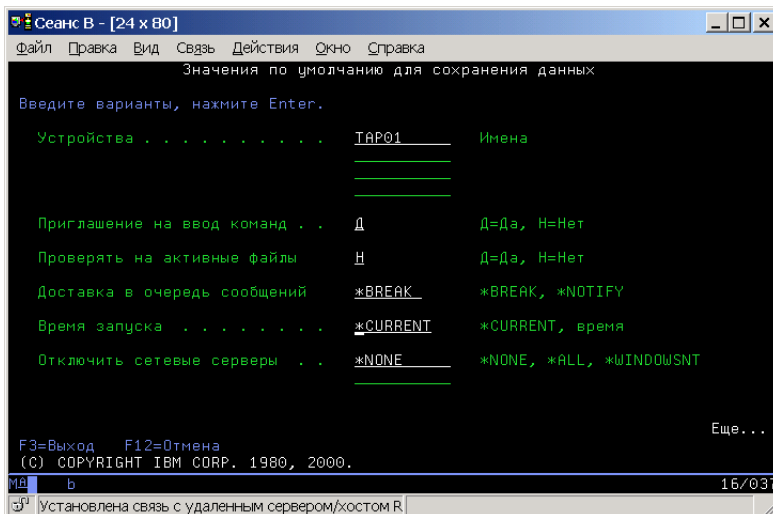 Сеанс B - [24 x 80]
Файл Правка Вид Связь Действия Окно Справка
Значения по умолчанию для сохранения данных
Введите варианты, нажмите Enter.
Устройства . . . . . . . . . . TAP01 Имена
Приглашение на ввод команд . . Д Д=Да, Н=Нет
Проверять на активные файлы Н Д=Да, Н=Нет
Доставка в очередь сообщений *BREAK *BREAK, *NOTIFY
Время запуска . . . . . . . . *CURRENT *CURRENT, время
Отключить сетевые серверы . . *NONE *NONE, *ALL, *WINDOWSNT
Еще...
F3=Выход F12=Отмена
(C) COPYRIGHT IBM CORP. 1980, 2000.
MA b 16/037
Установлена связь с удаленным сервером/хостом R